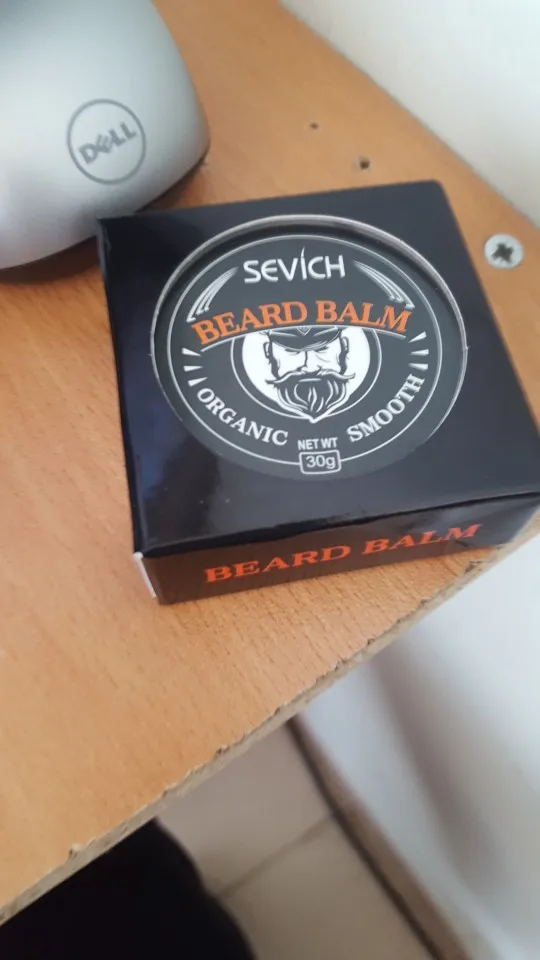 DELL
SEVICH
BEARD BALM
ORGANIC
NET WT
30g
SMOOTH
BEARD BALM